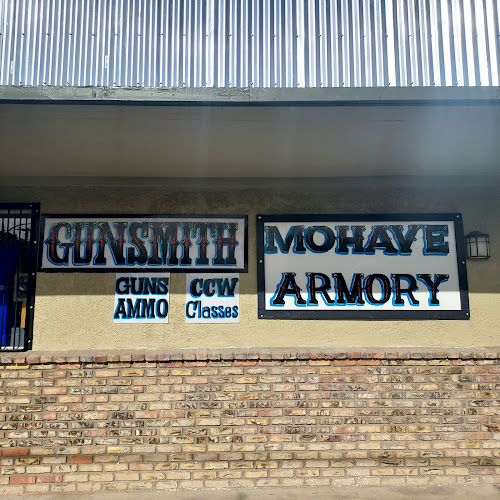 GUNSMITH
GUNS
AMMO
CCW
Classes
MOHAVE
ARMORY